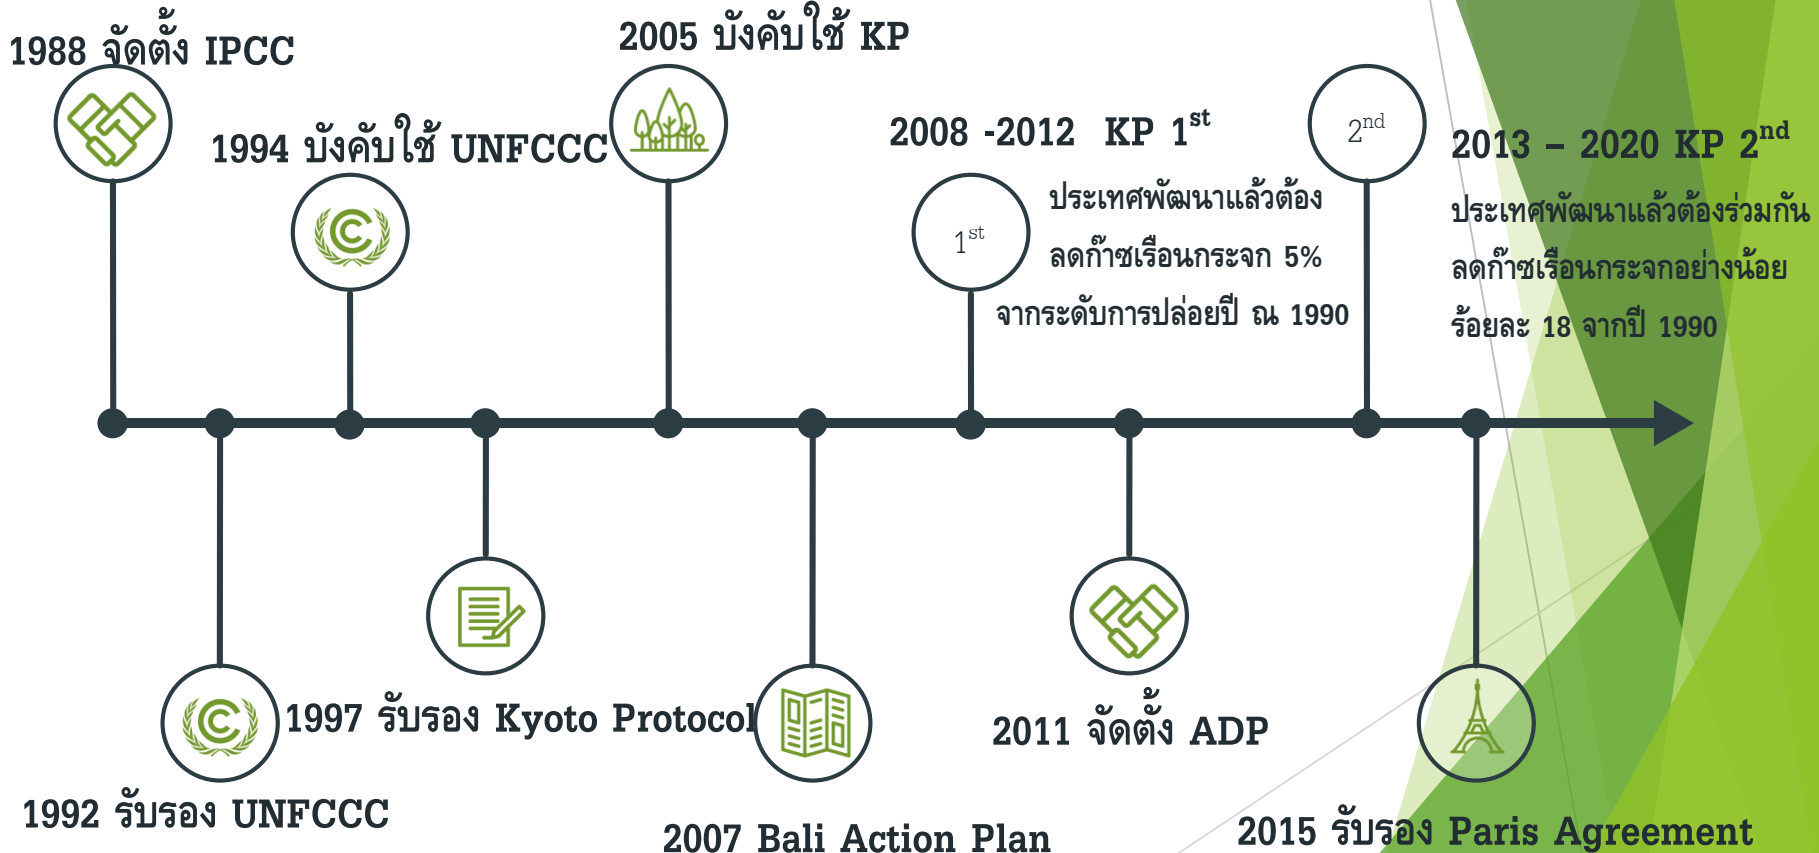 1988 จัดตั้ง IPCC
2005 บังคับใช้ KP
1994 บังคับใช้ UNFCCC
2008 -2012 KP 1st
ประเทศพัฒนาแล้วต้อง
ลดก๊าซเรือนกระจก 5%
จากระดับการปล่อยปี ณ 1990
1st
2nd
2013 – 2020 KP 2nd
ประเทศพัฒนาแล้วต้องร่วมกัน
ลดก๊าซเรือนกระจกอย่างน้อย
ร้อยละ 18 จากปี 1990
1997 รับรอง Kyoto Protocol
2011 จัดตั้ง ADP
1992 รับรอง UNFCCC
2007 Bali Action Plan
2015 รับรอง Paris Agreement